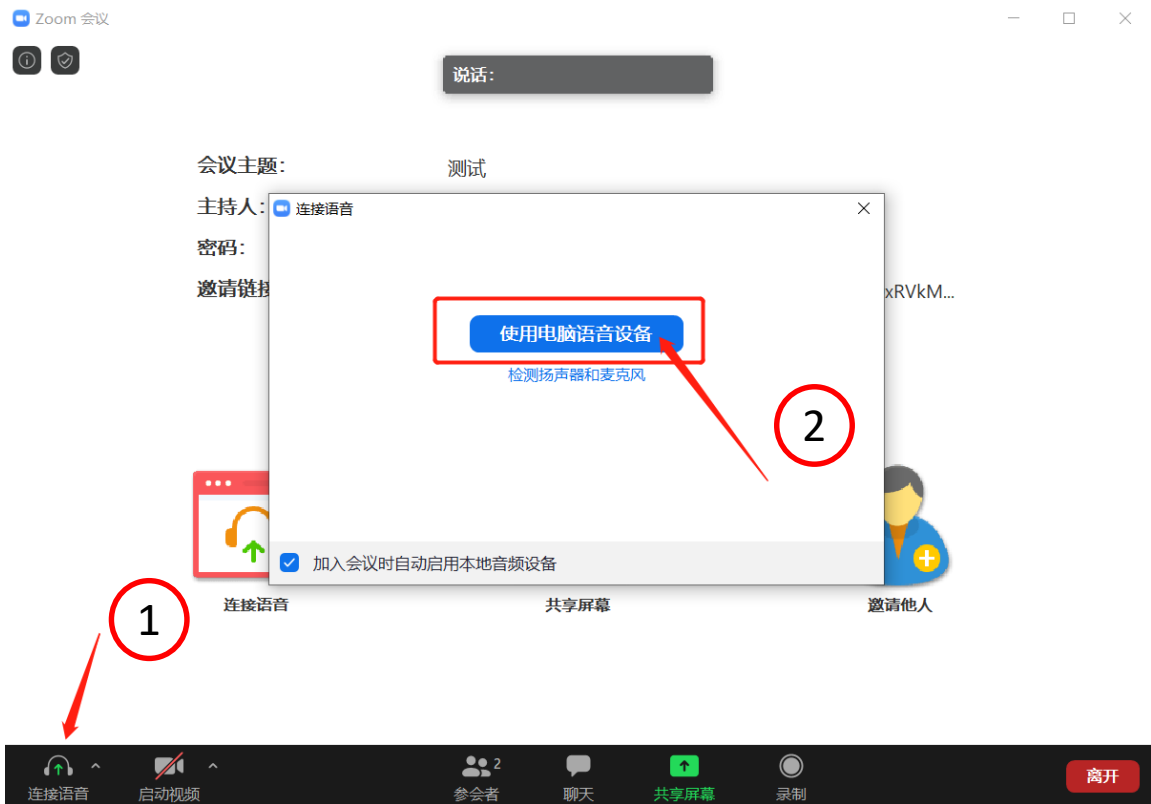 Zoom 会议
说话:
会议主题:
测试
主持人:
连接语音
密码:
邀请链接
xRVkM...
使用电脑语音设备
检测扬声器和麦克风
2
加入会议时自动启用本地音频设备
连接语音
共享屏幕
邀请他人
1
2
连接语音
启动视频
参会者
聊天
共享屏幕
录制
离开